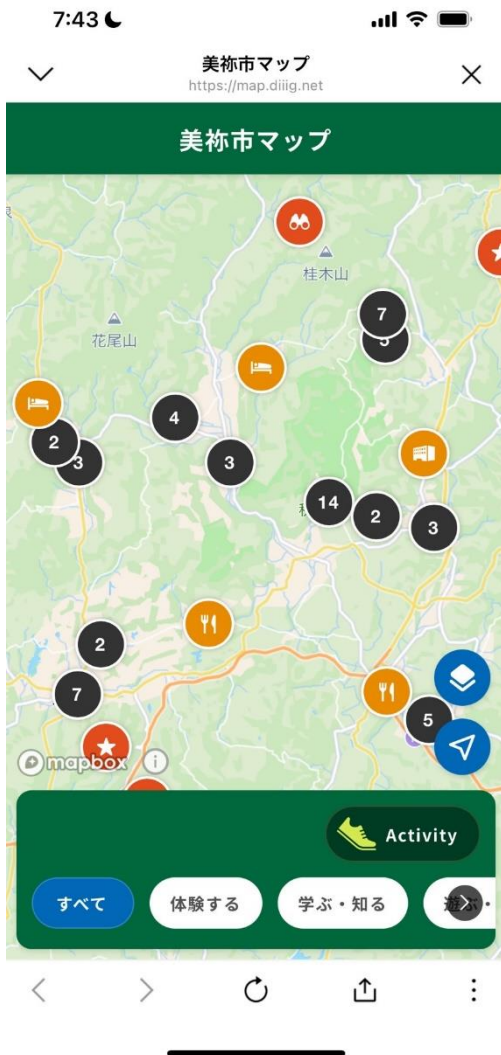 7:43
美祢市マップ
https://map.diiig.net
美祢市マップ
桂木山
7
花尾山
4
2
3
3
14
2
3
2
7
5
mapbox
Activity
すべて
体験する
学ぶ・知る